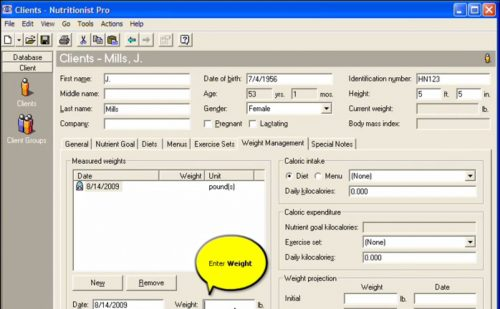 Clients - Nutritionist Pro
File Edit View Go Tools Actions Help
Database
Client
Clients
Client Groups
Clients - Mills, J.
First name: J. Date of birth: 7/4/1956 Identification number: HN123
Middle name: Age: 53 yrs. 1 mos. Height: 5 ft. 5 in.
Last name: Mills Gender: Female Current weight: lb.
Company: Pregnant Lactating Body mass index:
General Nutrient Goal Diets Menus Exercise Sets Weight Management Special Notes
Measured weights
Date Weight Unit
8/14/2009 pound(s)
New Remove
Date: 8/14/2009 Weight: lb.
Enter Weight
Caloric intake
Diet Menu (None)
Daily kilocalories: 0.000
Caloric expenditure
Nutrient goal kilocalories:
Exercise set: (None)
Daily kilocalories: 0.000
Weight projection
Weight Date
Initial lb.